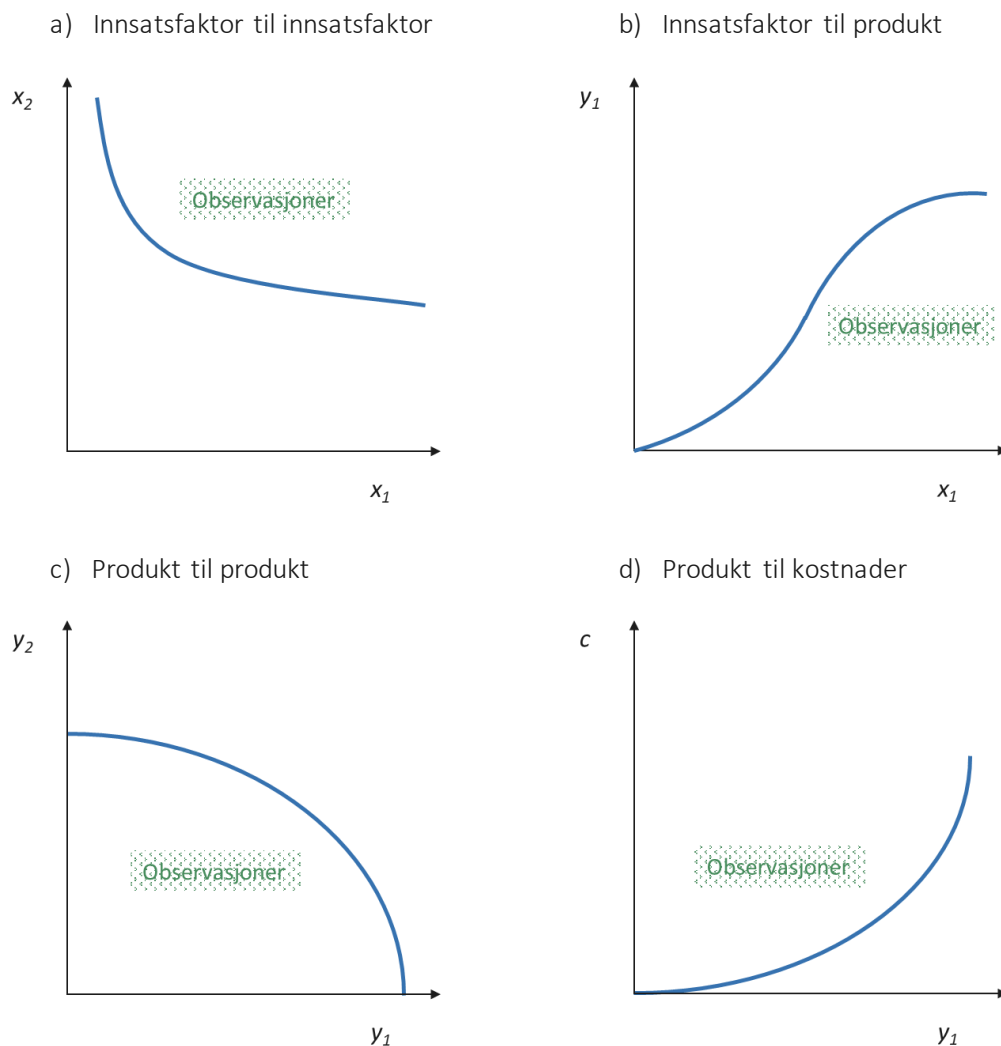 a) Innsatsfaktor til innsatsfaktor
x2
Observasjoner
x1
b) Innsatsfaktor til produkt
y1
Observasjoner
x1
c) Produkt til produkt
y2
Observasjoner
y1
d) Produkt til kostnader
c
Observasjoner
y1